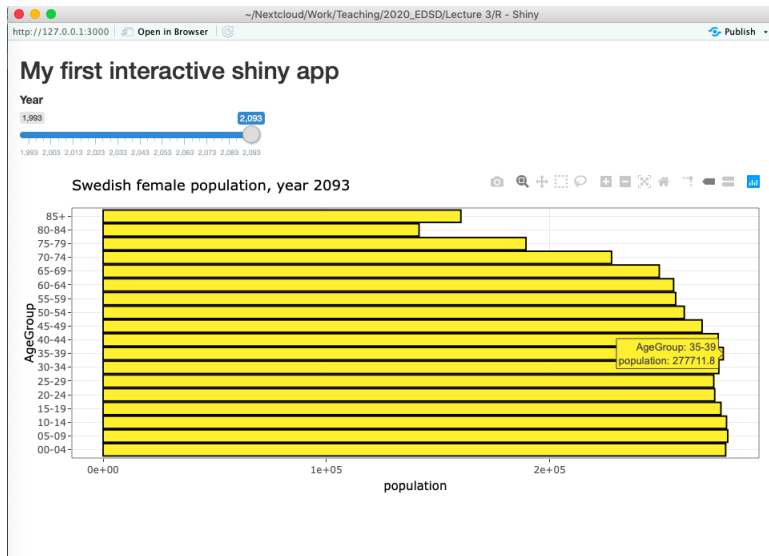 ~/Nextcloud/Work/Teaching/2020_EDSD/Lecture 3/R - Shiny
http://127.0.0.1:3000 Open in Browser Publish
My first interactive shiny app
Year
1,993 2,093
1,993 2,003 2,013 2,023 2,033 2,043 2,053 2,063 2,073 2,083 2,093
Swedish female population, year 2093
AgeGroup
85+
80-84
75-79
70-74
65-69
60-64
55-59
50-54
45-49
40-44
35-39
30-34
25-29
20-24
15-19
10-14
05-09
00-04
AgeGroup: 35-39
population: 277711.8
0e+00 1e+05 2e+05
population